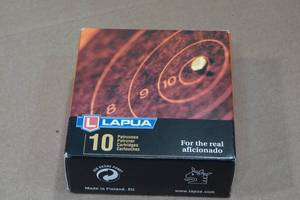 8 9 10
L LAPUA
10
Patronen
Patroner
Cartridges
Cartouches
For the real
aficionado
Made in Finland, EU
www.lapua.com